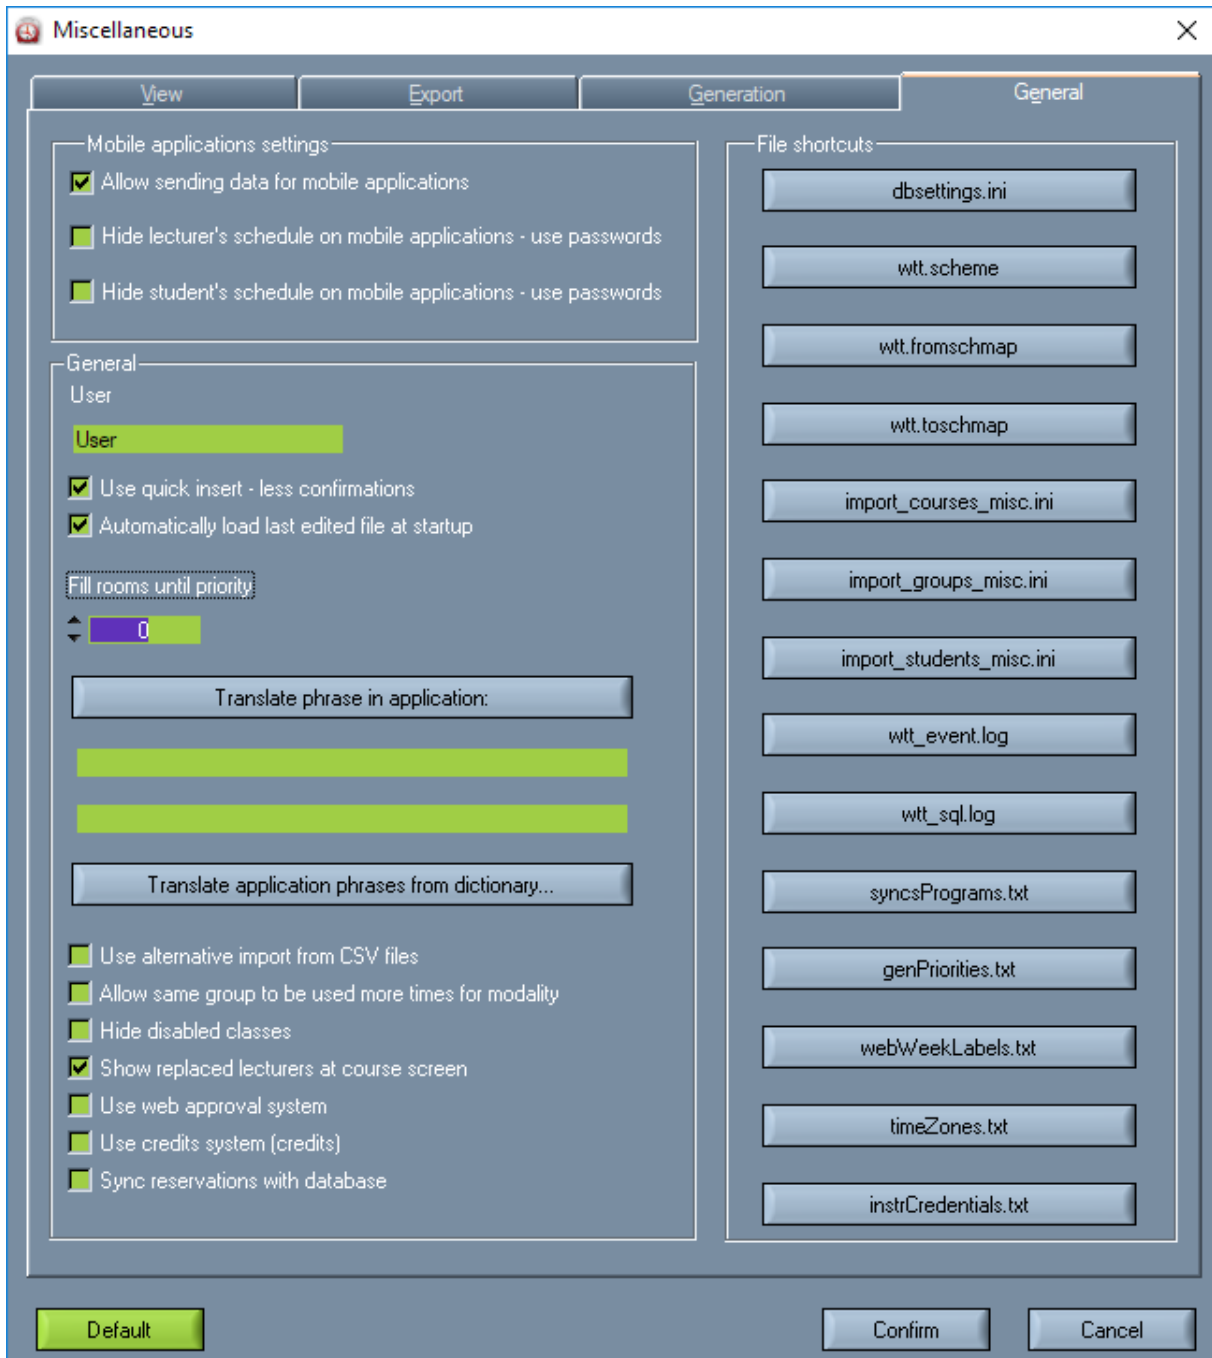 Miscellaneous
View
Export
Generation
General
Mobile applications settings
Allow sending data for mobile applications
Hide lecturer's schedule on mobile applications - use passwords
Hide student's schedule on mobile applications - use passwords
General
User
User
Use quick insert - less confirmations
Automatically load last edited file at startup
Fill rooms until priority
0
Translate phrase in application:
Translate application phrases from dictionary...
Use alternative import from CSV files
Allow same group to be used more times for modality
Hide disabled classes
Show replaced lecturers at course screen
Use web approval system
Use credits system (credits)
Sync reservations with database
File shortcuts
dbsettings.ini
wtt.scheme
wtt.fromschmap
wtt.toschmap
import_courses_misc.ini
import_groups_misc.ini
import_students_misc.ini
wtt_event.log
wtt_sql.log
syncsPrograms.txt
genPriorities.txt
webWeekLabels.txt
timeZones.txt
instrCredentials.txt
Default
Confirm
Cancel